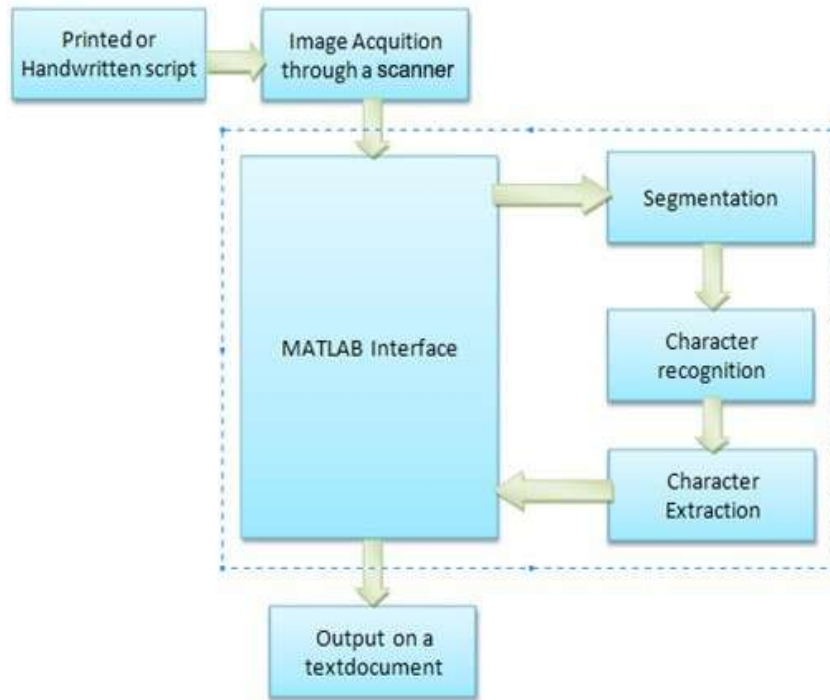 Printed or
Handwritten script
Image Acquition
through a scanner
MATLAB Interface
Segmentation
Character
recognition
Character
Extraction
Output on a
textdocument